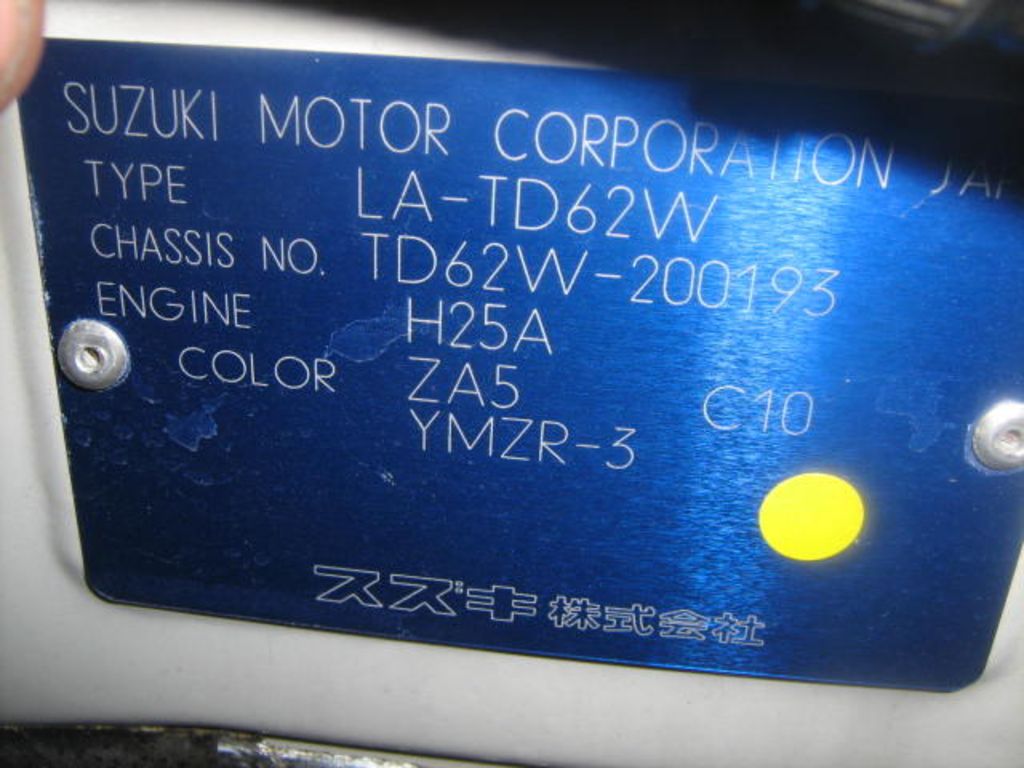 SUZUKI MOTOR CORPORATION
TYPE LA-TD62W
CHASSIS NO. TD62W-200193
ENGINE H25A
COLOR ZA5 C10
YMZR-3
スズキ株式会社